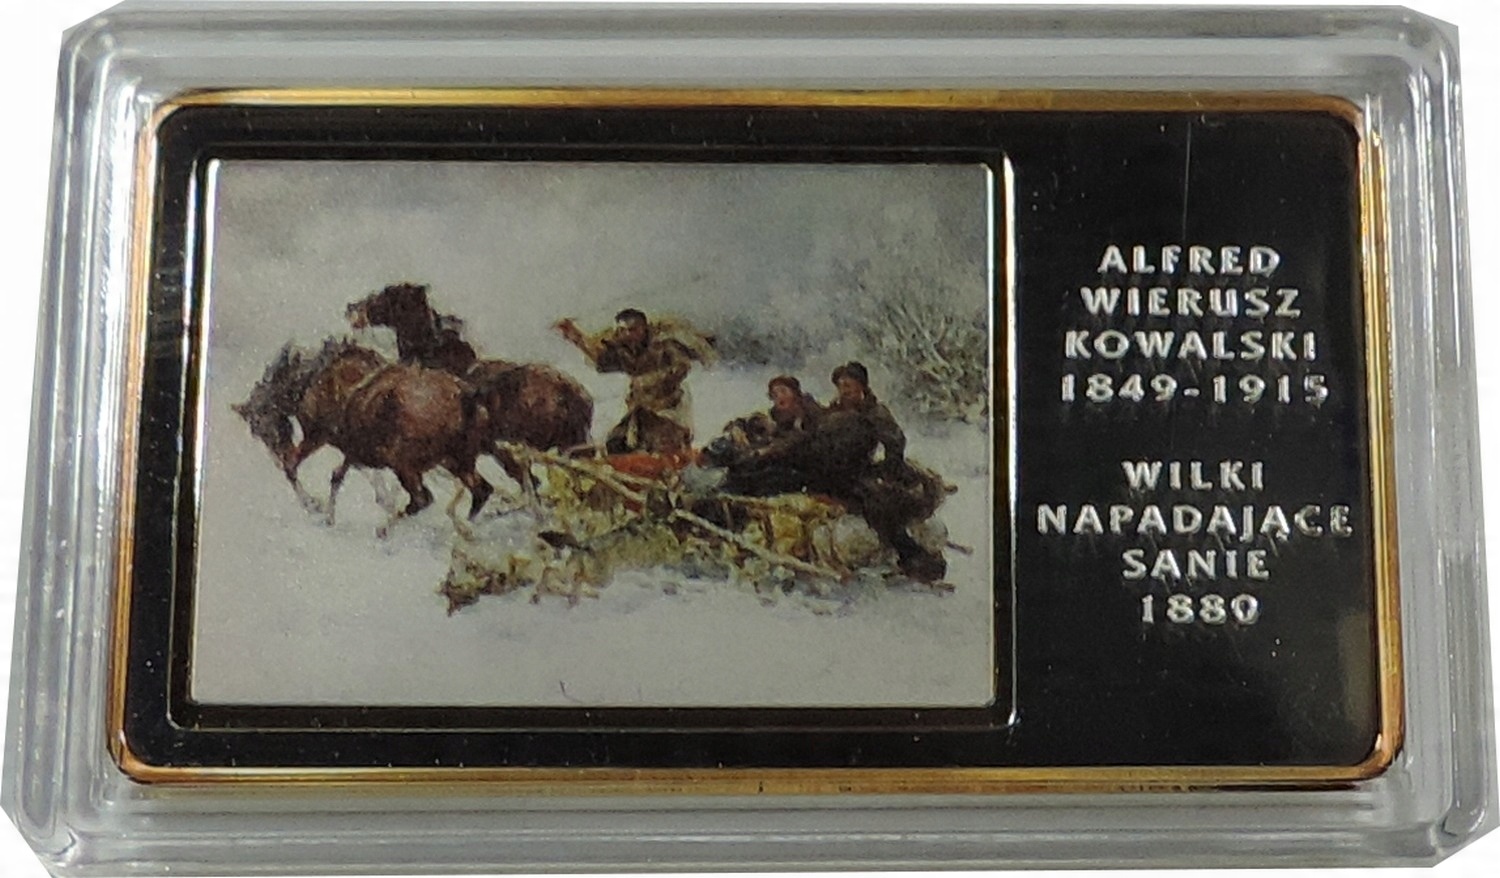 ALFRED
WIERUSZ
KOWALSKI
1849-1915
WILKI
NAPADAJĄCE
SANIE
1880